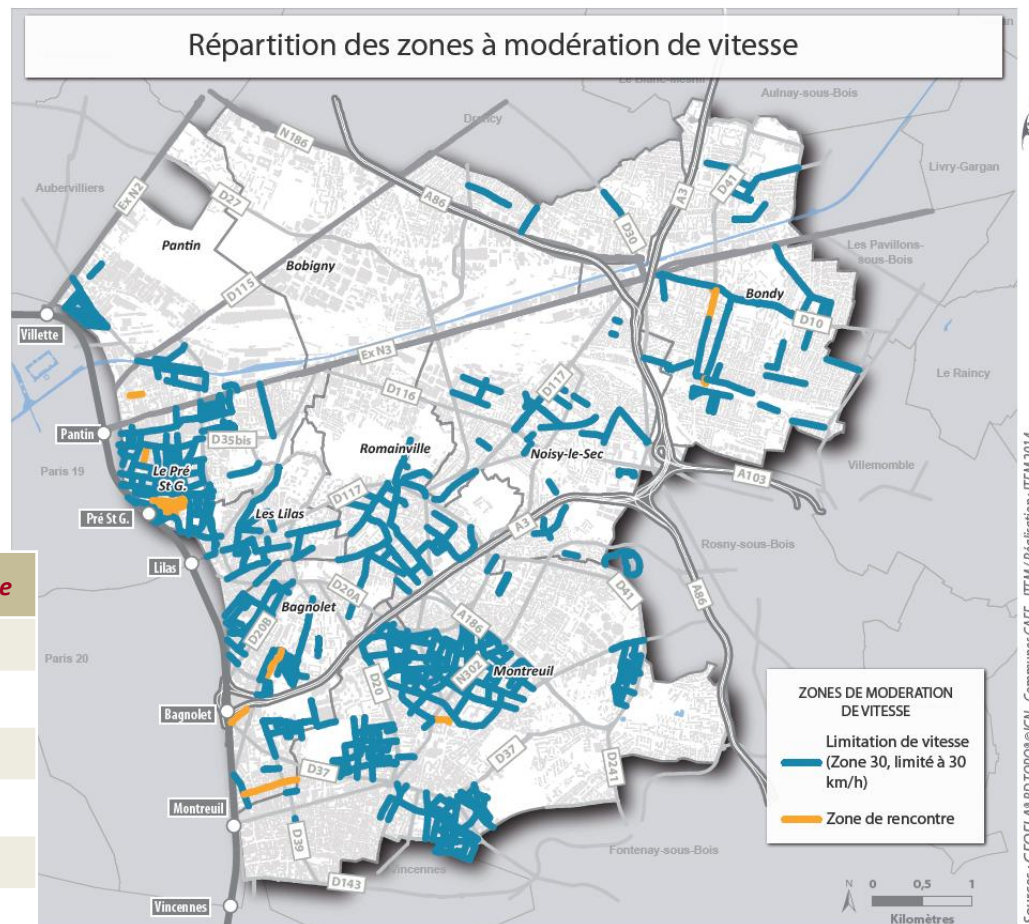 Répartition des zones à modération de vitesse
Le Blanc-Mesnil
Aulnay-sous-Bois
Drancy
N186
A3
D41
Livry-Gargan
Aubervilliers
Ex N2
D27
A86
D30
Pantin
Bobigny
Les Pavillons-
sous-Bois
D115
Bondy
Villette
D10
Ex N3
D116
D117
Le Raincy
Pantin
D35bis
Romainville
Noisy-le-Sec
Paris 19
Le Pré
St G.
Villemomble
A103
D117
Pré St G.
Les Lilas
A3
Rosny-sous-Bois
Lilas
D20A
D41
A86
e
Bagnolet
D20B
A186
Paris 20
N302
Montreuil
D20
Bagnolet
D37
D37
D241
Montreuil
D39
Vincennes
Fontenay-sous-Bois
D143
Vincennes
ZONES DE MODERATION
DE VITESSE
Limitation de vitesse
(Zone 30, limité à 30
km/h)
Zone de rencontre
N
0 0,5 1
Kilomètres